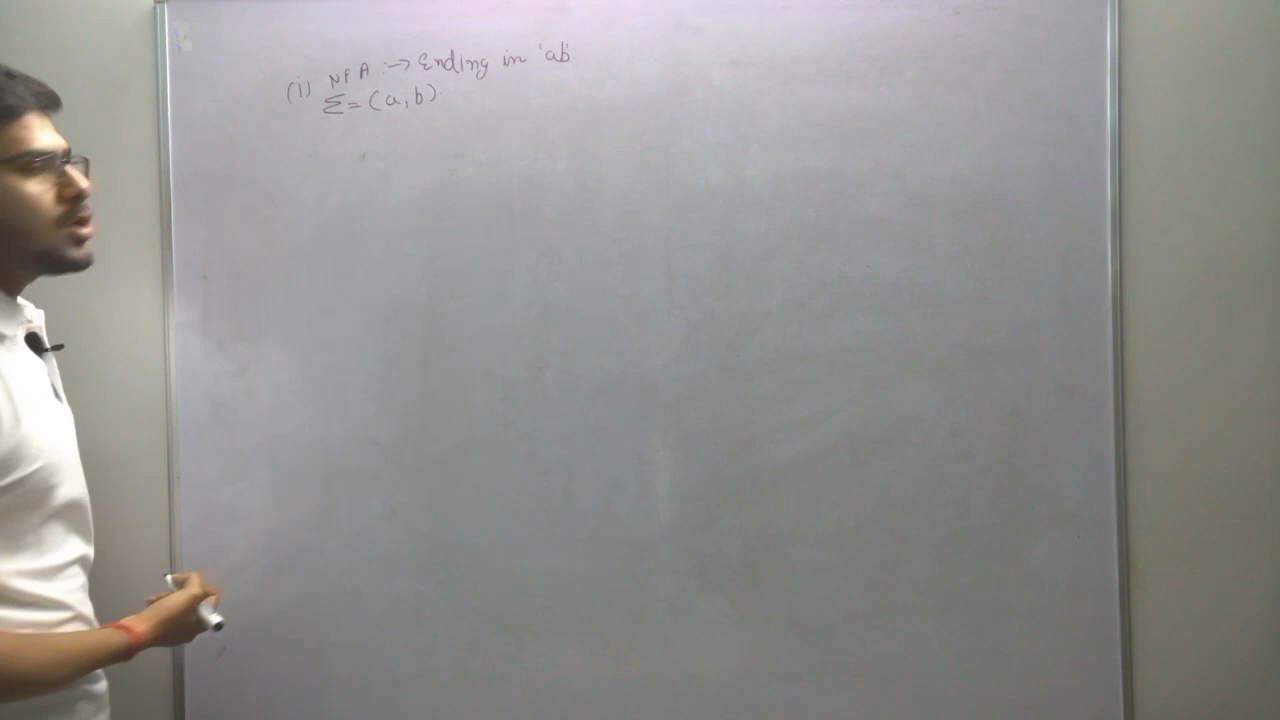 (i) NFA :→ Ending in 'ab'
Σ = (a, b)